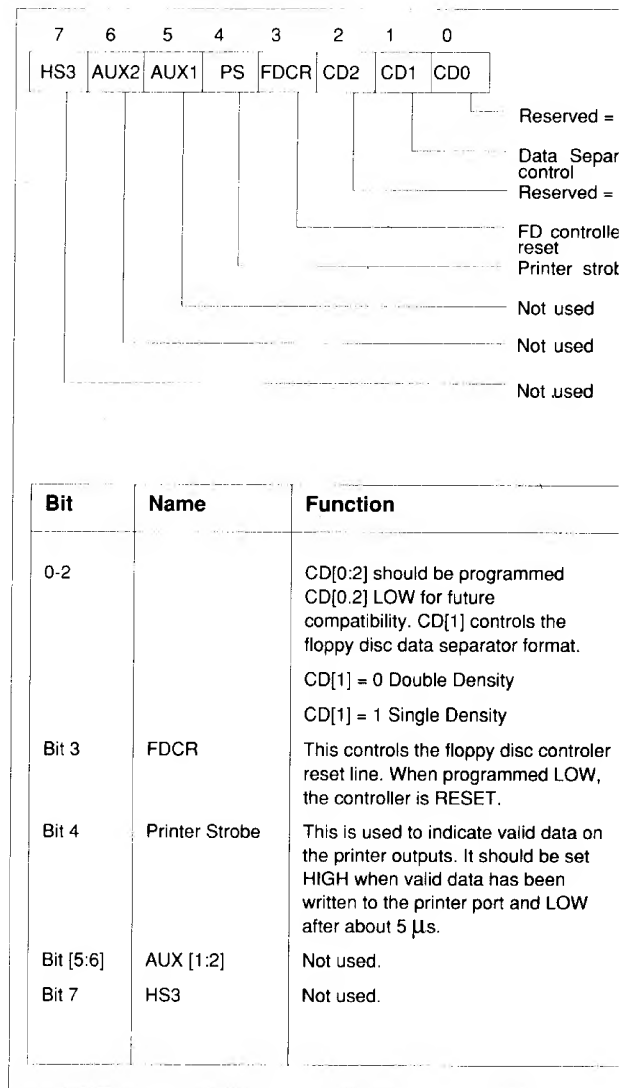 7 6 5 4 3 2 1 0
HS3 AUX2 AUX1 PS FDCR CD2 CD1 CD0
Reserved =
Data Separ
control
Reserved =
FD controlle
reset
Printer strob
Not used
Not used
Not used
Bit Name Function
0-2 CD[0:2] should be programmed
CD[0.2] LOW for future
compatibility. CD[1] controls the
floppy disc data separator format.
CD[1] = 0 Double Density
CD[1] = 1 Single Density
Bit 3 FDCR This controls the floppy disc controler
reset line. When programmed LOW,
the controller is RESET.
Bit 4 Printer Strobe This is used to indicate valid data on
the printer outputs. It should be set
HIGH when valid data has been
written to the printer port and LOW
after about 5 µs.
Bit [5:6] AUX [1:2] Not used.
Bit 7 HS3 Not used.